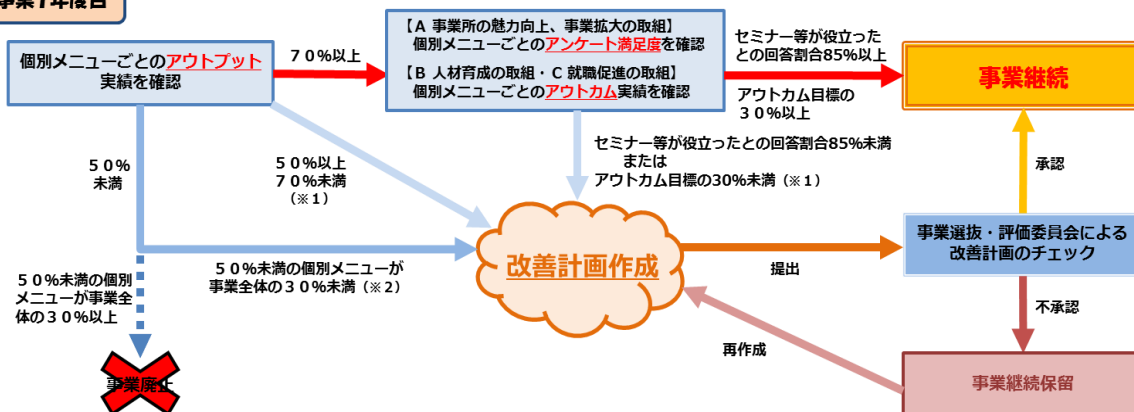 事業1年度目
個別メニューごとのアウトプット
実績を確認
70%以上
【A 事業所の魅力向上、事業拡大の取組】
個別メニューごとのアンケート満足度を確認
【B 人材育成の取組・C 就職促進の取組】
個別メニューごとのアウトカム実績を確認
セミナー等が役立った
との回答割合85%以上
アウトカム目標の
30%以上
事業継続
50%
未満
50%以上
70%未満
(※1)
セミナー等が役立ったとの回答割合85%未満
または
アウトカム目標の30%未満(※1)
承認
事業選抜・評価委員会による
改善計画のチェック
改善計画作成
提出
50%未満の個別メニューが
事業全体の30%未満(※2)
50%未満の個別
メニューが事業全
体の30%以上
不承認
再作成
事業廃止
事業継続保留